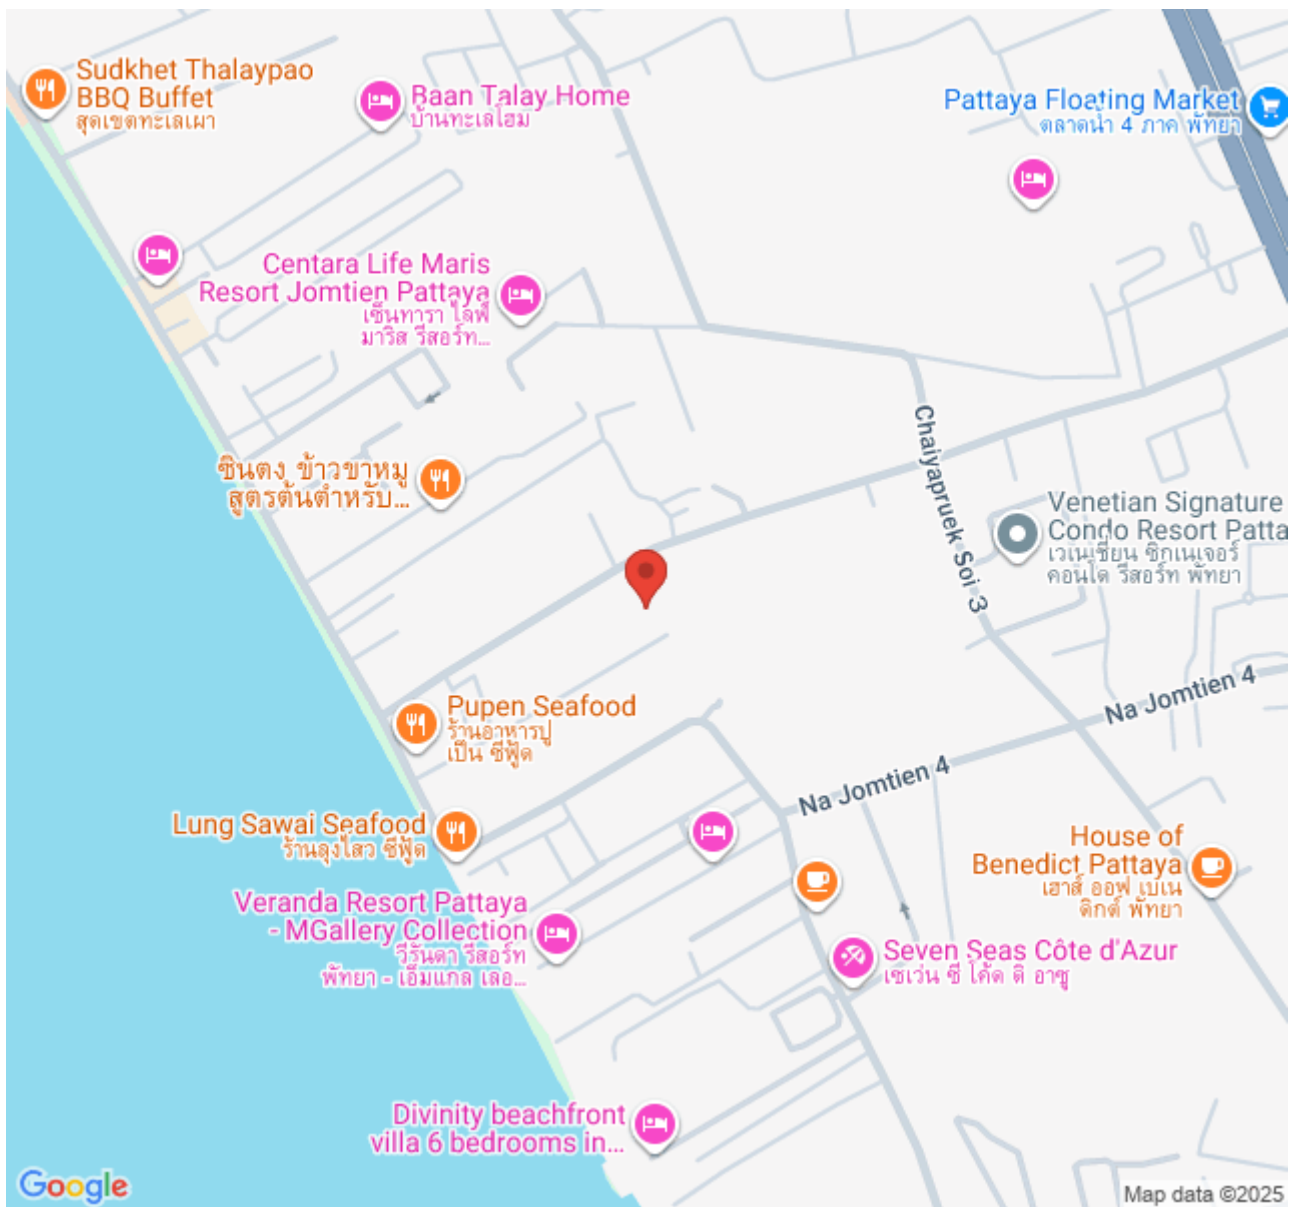 Sudkhet Thalaypao
BBQ Buffet
สุดเขตทะเลเผา
Baan Talay Home
บ้านทะเลโฮม
Pattaya Floating Market
ตลาดน้ำ 4 ภาค พัทยา
Centara Life Maris
Resort Jomtien Pattaya
เซ็นทารา ไลฟ์
มาริส รีสอร์ท...
ชินตง ข้าวขาหมู
สูตรต้นตำหรับ...
Chaiyapruek Soi 3
Venetian Signature
Condo Resort Patta
เวเนเชี่ยน ซิกเนเจอร์
คอนโด รีสอร์ท พัทยา
Na Jomtien 4
Pupen Seafood
ร้านอาหารปู
เป็น ซีฟู้ด
Na Jomtien 4
Lung Sawai Seafood
ร้านลุงไสว ซีฟู้ด
House of
Benedict Pattaya
เฮาส์ ออฟ เบเน
ดิกต์ พัทยา
Veranda Resort Pattaya
- MGallery Collection
วีรันดา รีสอร์ท
พัทยา - เอ็มแกล เลอ...
Seven Seas Côte d'Azur
เซเว่น ซี โค้ด ดิ อาซู
Divinity beachfront
villa 6 bedrooms in...
Google
Map data ©2025